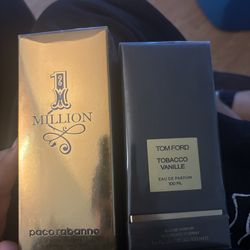 1
MILLION
paco rabanne
TOM FORD
TOBACCO
VANILLE
EAU DE PARFUM
100 ML